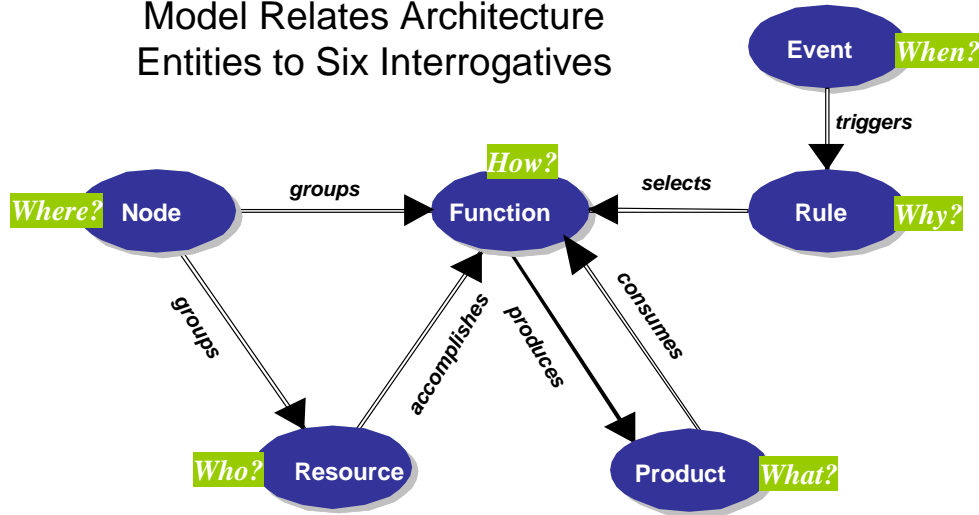 Model Relates Architecture
Entities to Six Interrogatives
Event
When?
triggers
How?
groups
selects
Where?
Node
Function
Rule
Why?
groups
accomplishes
produces
consumes
Who?
Resource
Product
What?